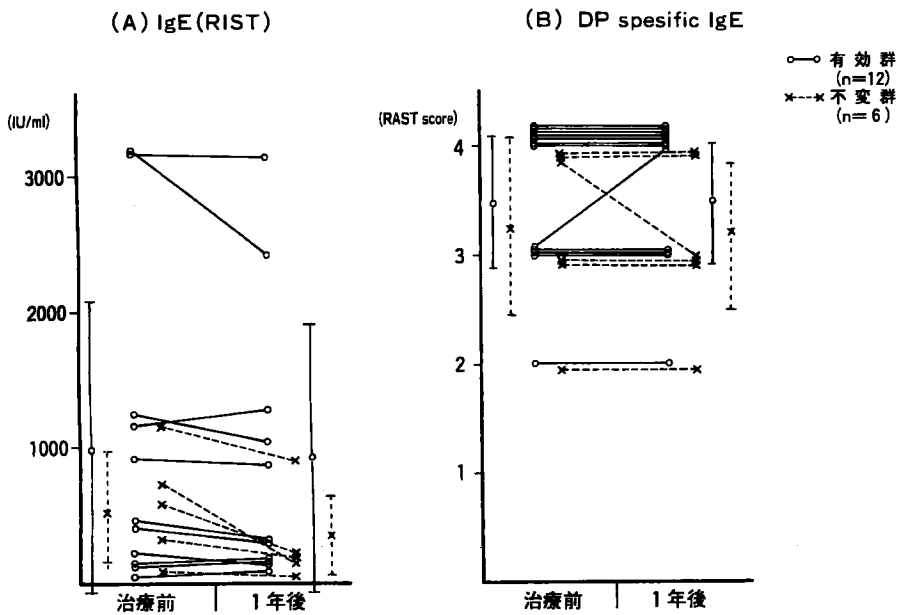 (A) IgE(RIST)
(B) DP spesific IgE
有効群
(n=12)
不変群
(n=6)
(IU/ml)
3000
2000
1000
治療前
1年後
(RAST score)
4
3
2
1
治療前
1年後